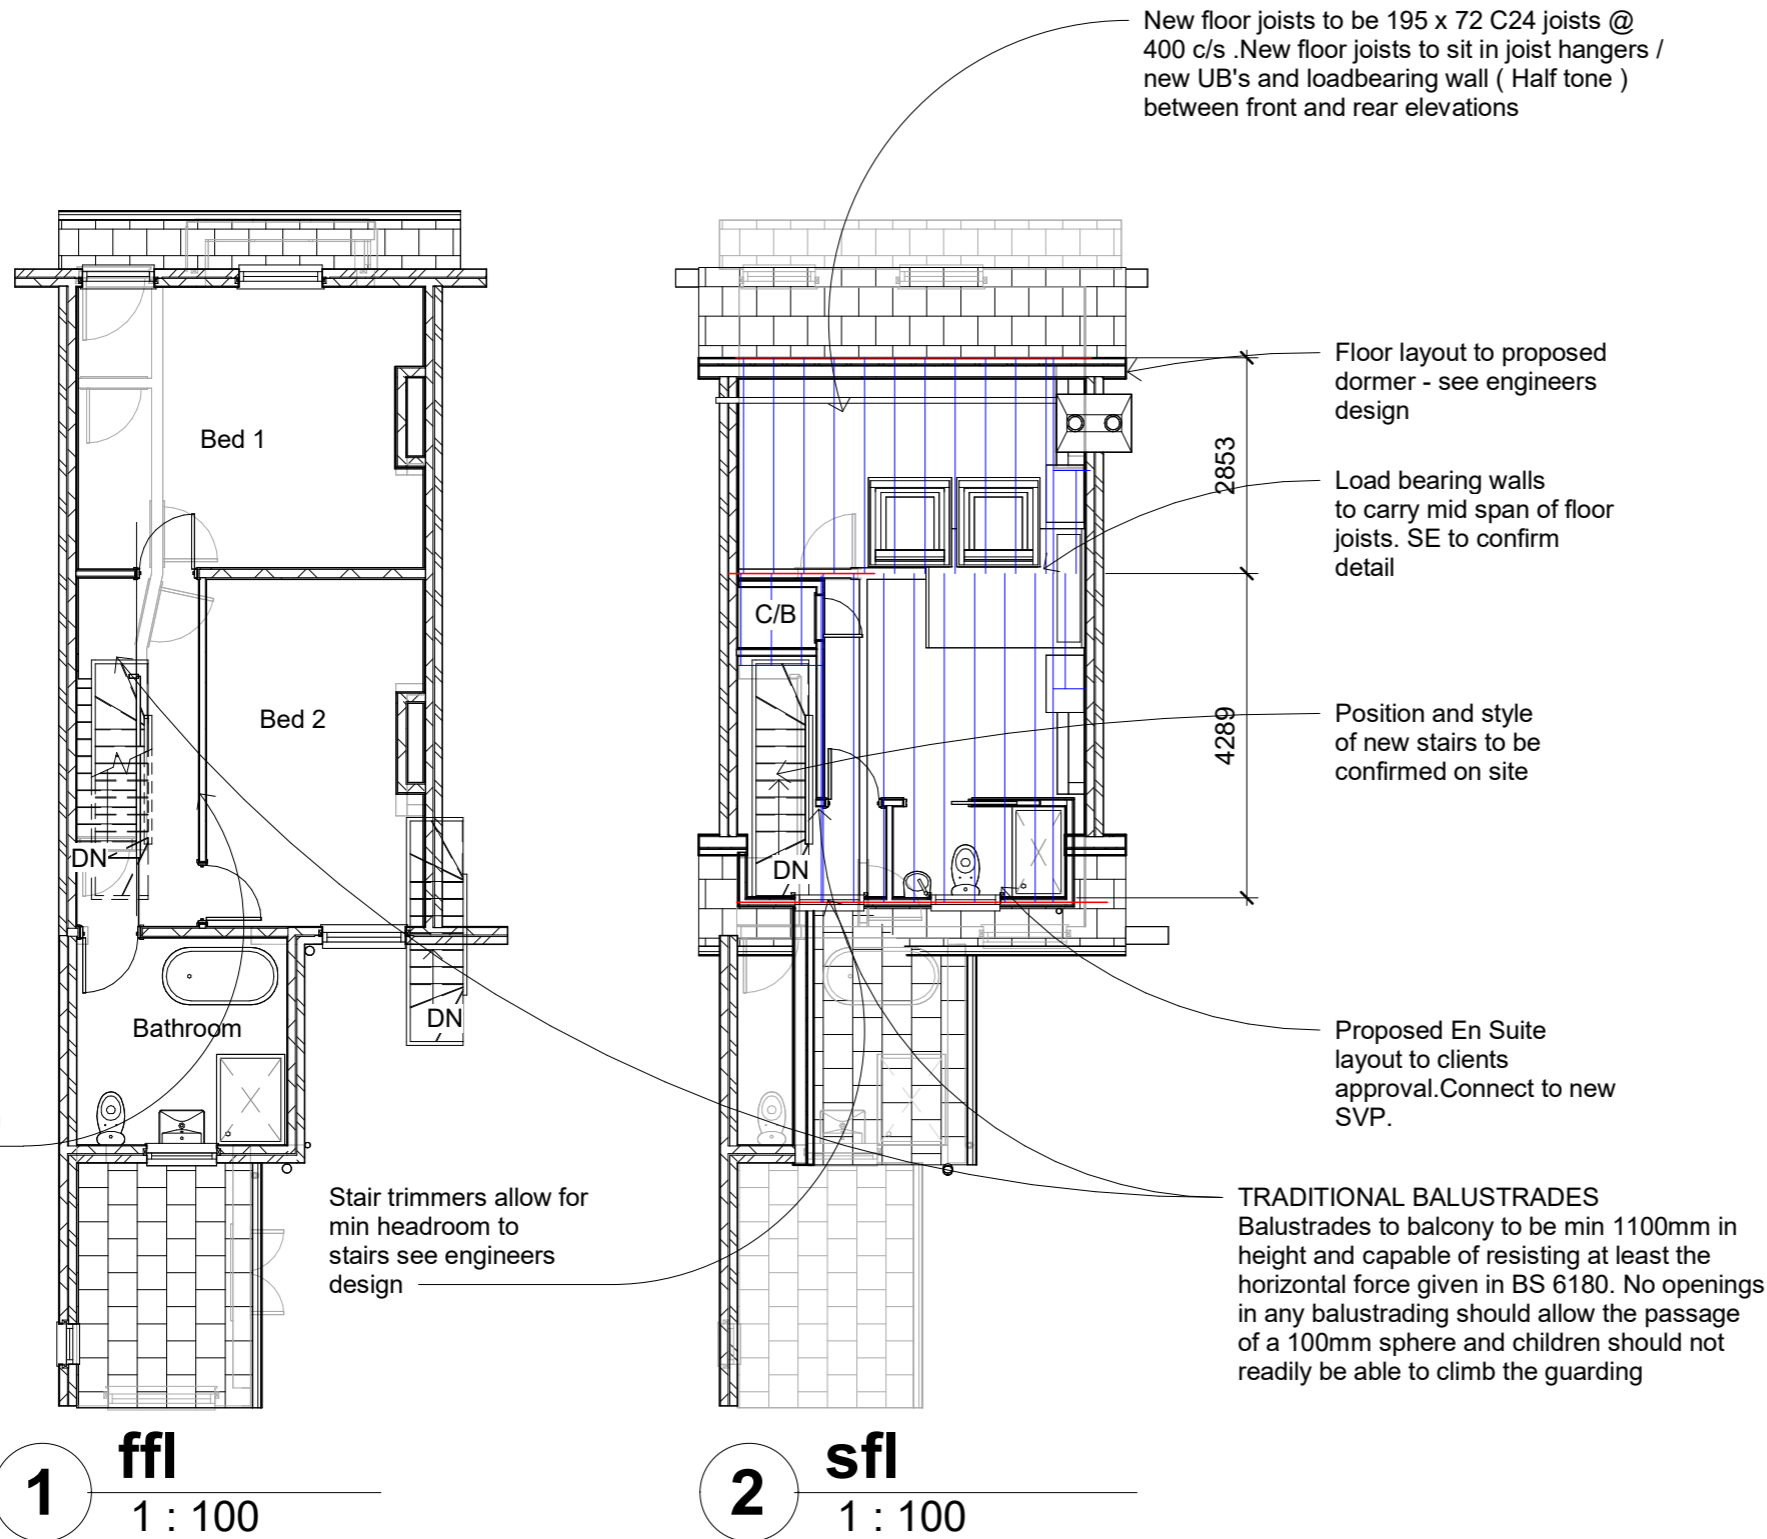 New floor joists to be 195 x 72 C24 joists @
400 c/s .New floor joists to sit in joist hangers /
new UB's and loadbearing wall ( Half tone )
between front and rear elevations
Floor layout to proposed
dormer - see engineers
design
Bed 1
2853
Load bearing walls
to carry mid span of floor
joists. SE to confirm
detail
C/B
Bed 2
4289
Position and style
of new stairs to be
confirmed on site
DN
DN
DN
Bathroom
Proposed En Suite
layout to clients
approval.Connect to new
SVP.
Stair trimmers allow for
min headroom to
stairs see engineers
design
TRADITIONAL BALUSTRADES
Balustrades to balcony to be min 1100mm in
height and capable of resisting at least the
horizontal force given in BS 6180. No openings
in any balustrading should allow the passage
of a 100mm sphere and children should not
readily be able to climb the guarding
1
ffl
1 : 100
2
sfl
1 : 100